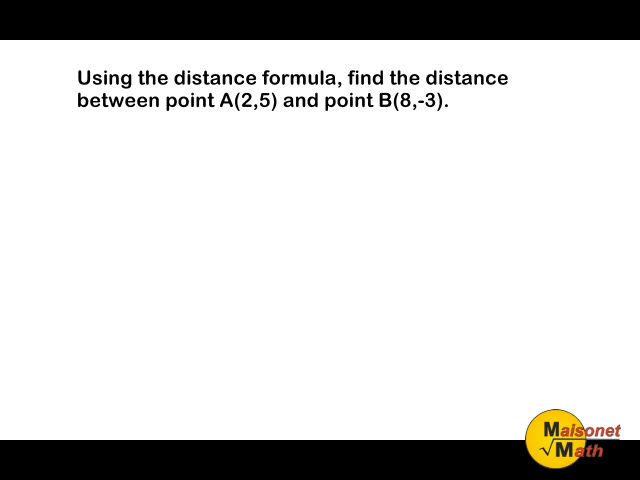 Using the distance formula, find the distance
between point A(2,5) and point B(8,-3).
Maisonet
√Math